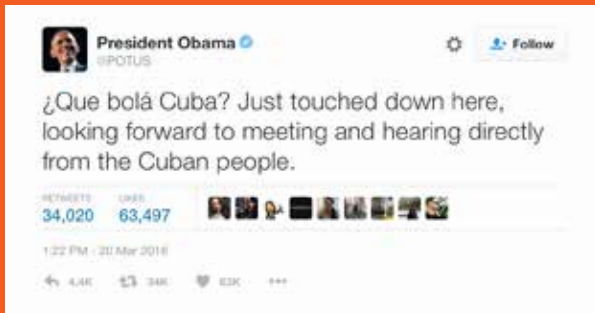 President Obama
@POTUS
Follow
¿Que bolá Cuba? Just touched down here,
looking forward to meeting and hearing directly
from the Cuban people.
RETWEETS LIKES
34,020 63,497
1:22 PM - 20 Mar 2016
4.4K 34K 63K